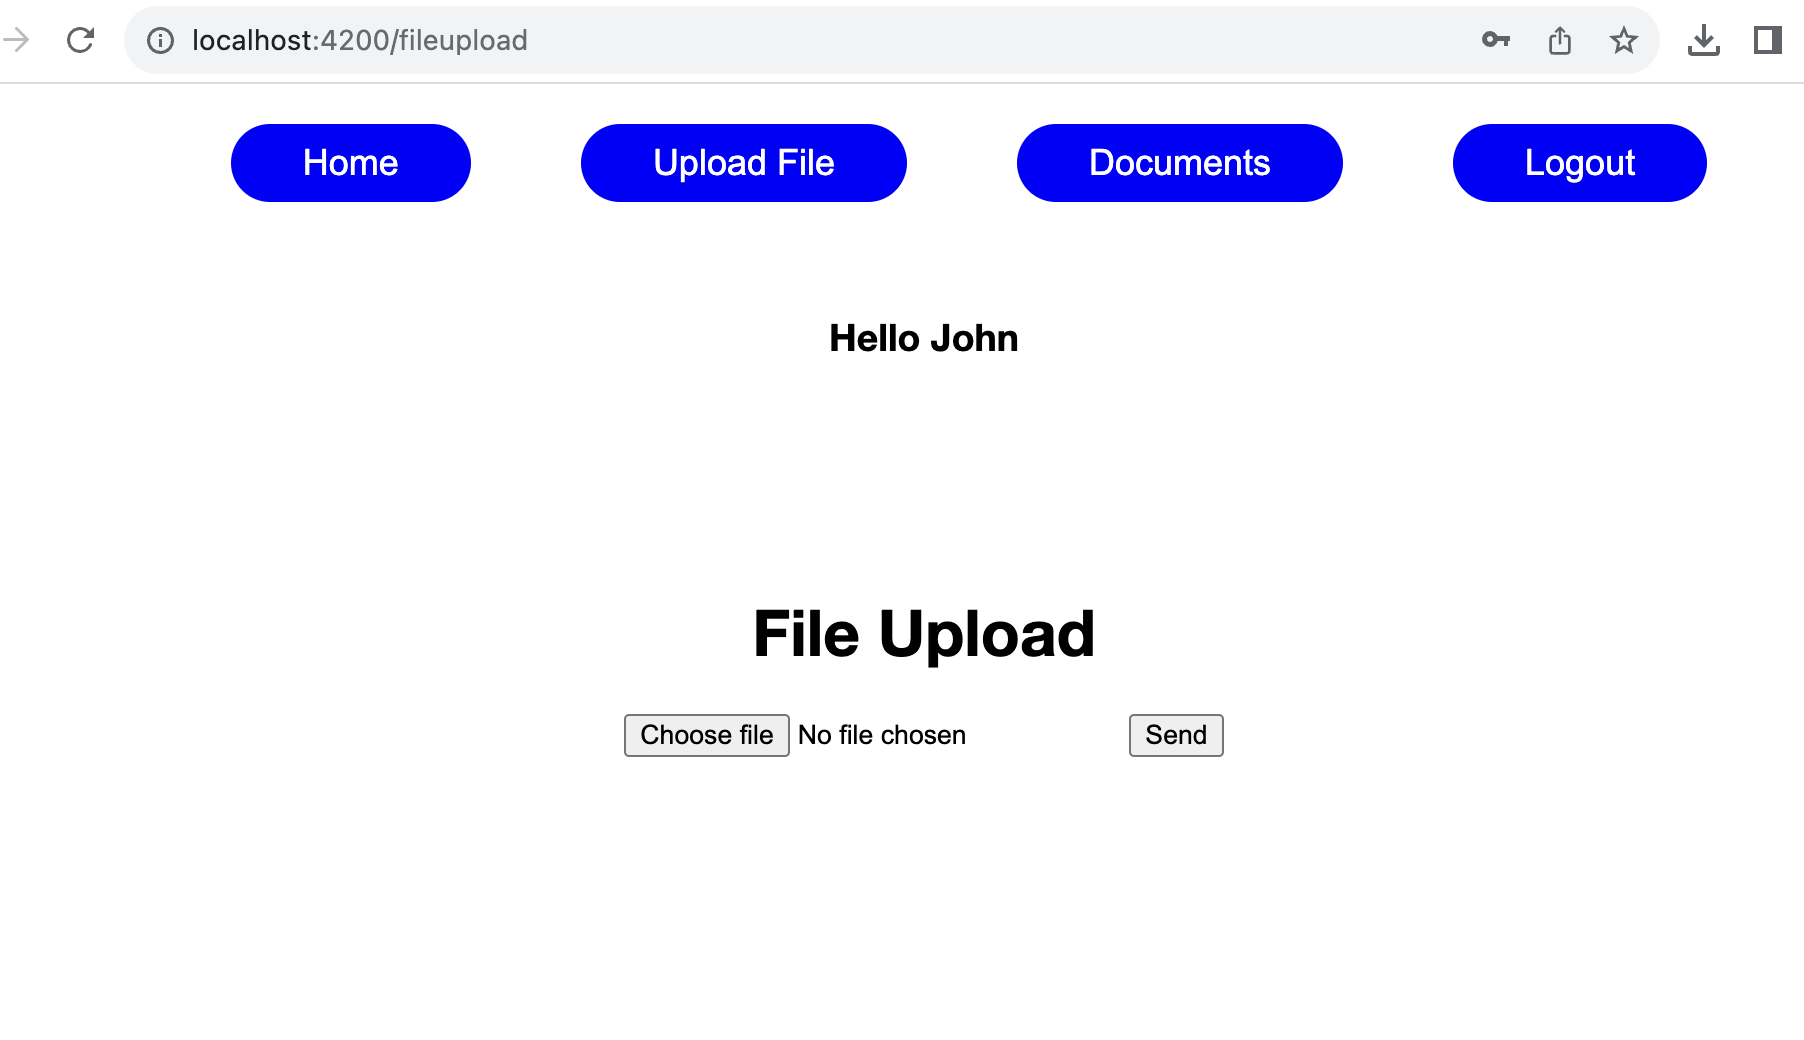 localhost:4200/fileupload
Home Upload File Documents Logout
Hello John
File Upload
Choose file No file chosen Send